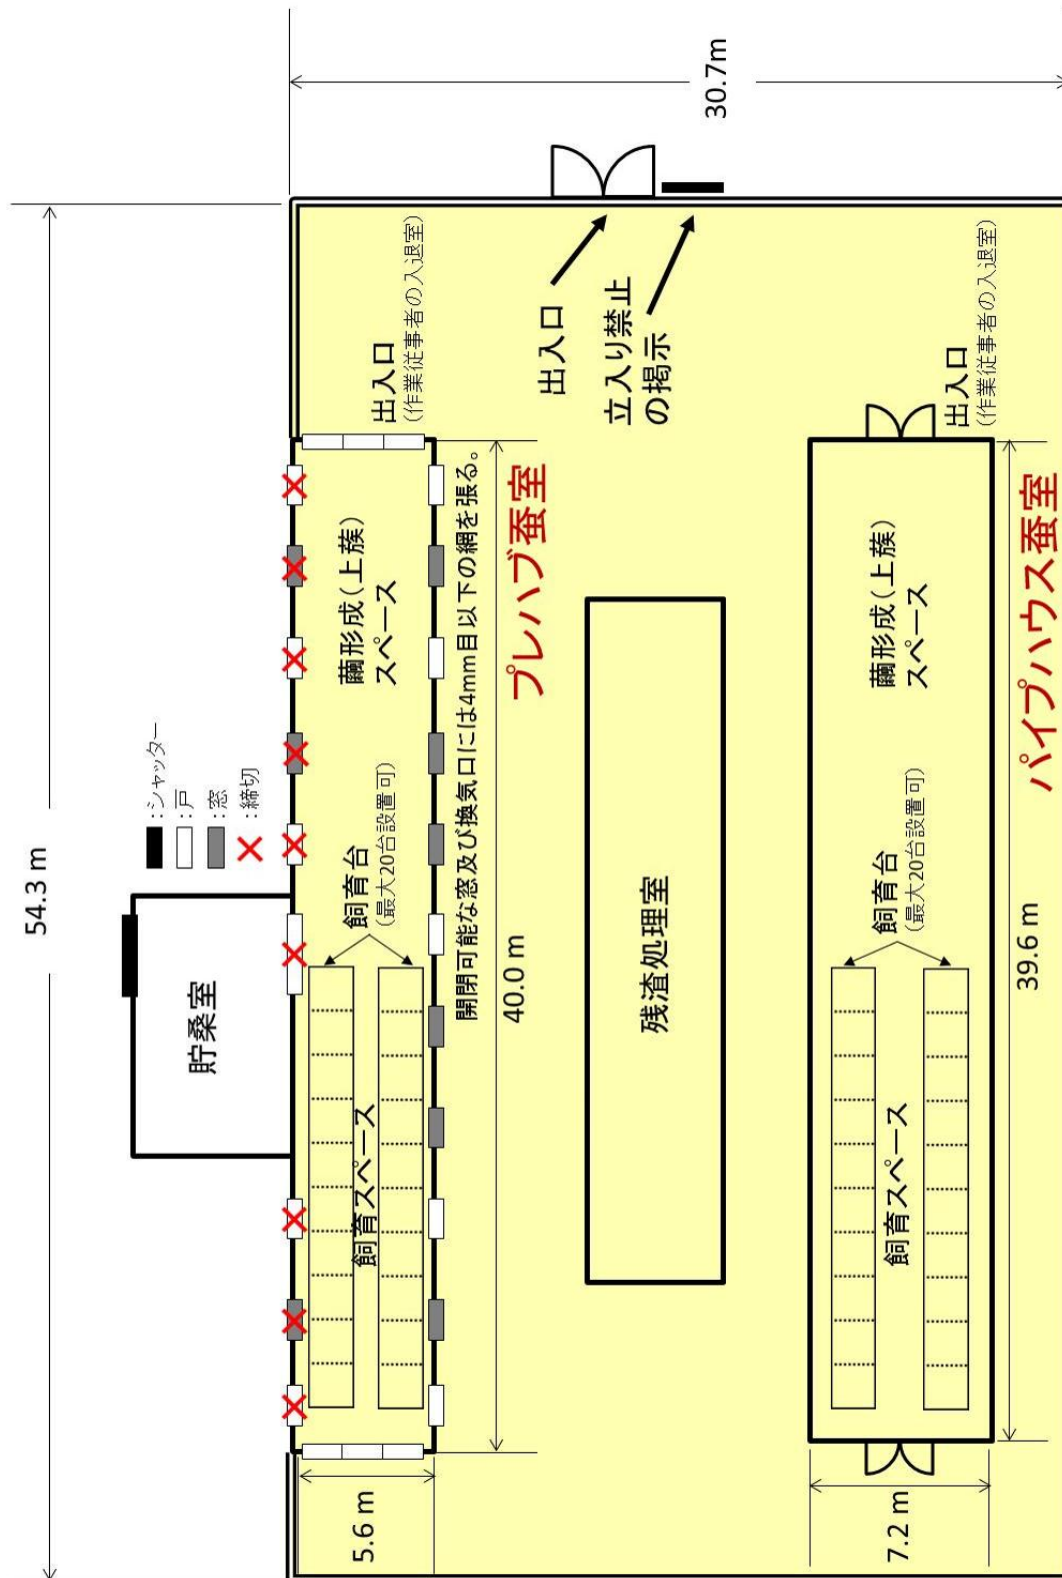 54.3 m
30.7m
貯桑室
:シャッター
:戸
:窓
:締切
5.6 m
飼育スペース
飼育台
(最大20台設置可)
繭形成(上蔟)
スペース
出入口
(作業従事者の入退室)
開閉可能な窓及び換気口には4mm目以下の網を張る。
40.0 m
プレハブ蚕室
出入口
立入り禁止
の掲示
残渣処理室
7.2 m
飼育スペース
飼育台
(最大20台設置可)
繭形成(上蔟)
スペース
出入口
(作業従事者の入退室)
39.6 m
パイプハウス蚕室